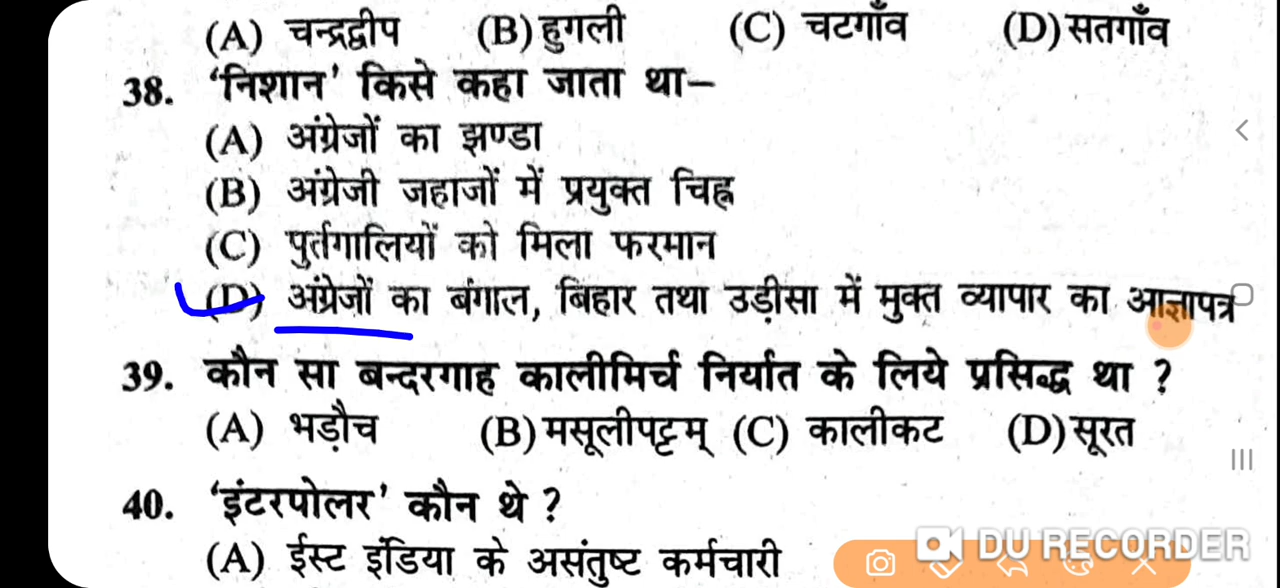 (A) चन्द्रद्वीप (B) हुगली (C) चटगाँव (D) सतगाँव
38. ‘निशान’ किसे कहा जाता था–
(A) अंग्रेजों का झण्डा
(B) अंग्रेजी जहाजों में प्रयुक्त चिह्न
(C) पुर्तगालियों को मिला फरमान
(D) अंग्रेजों का बंगाल, बिहार तथा उड़ीसा में मुक्त व्यापार का आज्ञापत्र
39. कौन सा बन्दरगाह कालीमिर्च निर्यात के लिये प्रसिद्ध था ?
(A) भड़ौच (B) मसूलीपट्टम् (C) कालीकट (D) सूरत
40. ‘इंटरपोलर’ कौन थे ?
(A) ईस्ट इंडिया के असंतुष्ट कर्मचारी
DU RECORDER